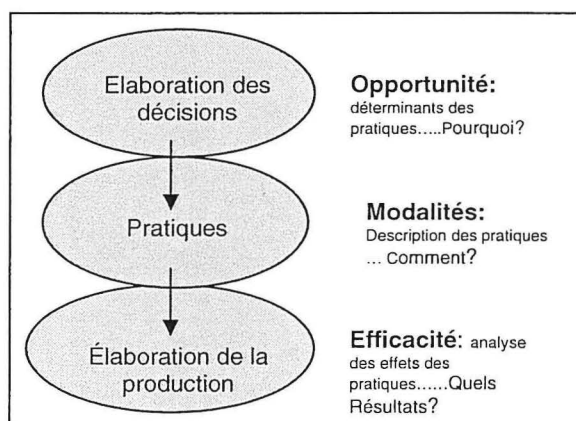 Elaboration des
décisions
Opportunité:
déterminants des
pratiques.....Pourquoi?
Pratiques
Modalités:
Description des pratiques
... Comment?
Élaboration de la
production
Efficacité: analyse
des effets des
pratiques......Quels
Résultats?